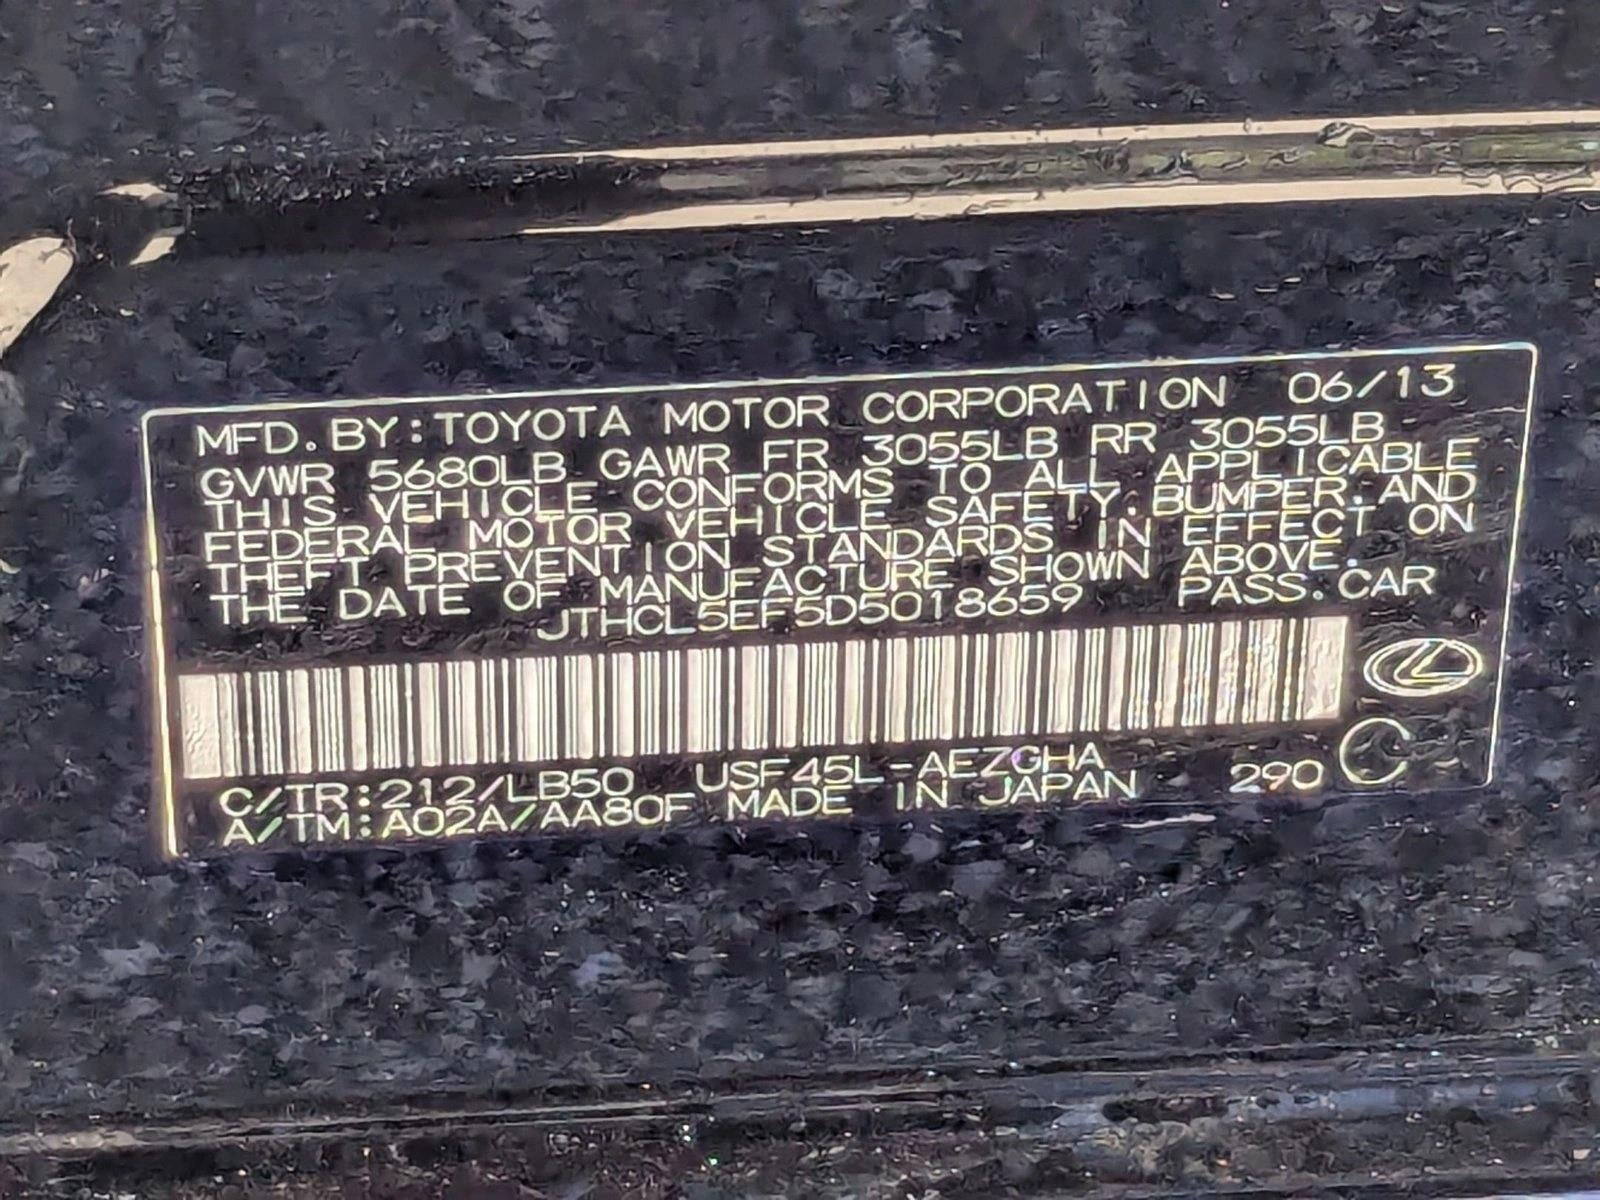 MFD. BY: TOYOTA MOTOR CORPORATION 06/13
GVWR 5680LB GAWR FR 3055LB RR 3055LB
THIS VEHICLE CONFORMS TO ALL APPLICABLE
FEDERAL MOTOR VEHICLE SAFETY, BUMPER, AND
THEFT PREVENTION STANDARDS IN EFFECT ON
THE DATE OF MANUFACTURE SHOWN ABOVE.
JTHCL5EF5D5018659 PASS. CAR
C/TR:212/LB50 USF45L-AEZGHA
A/TM:A02A/AA80F MADE IN JAPAN 290